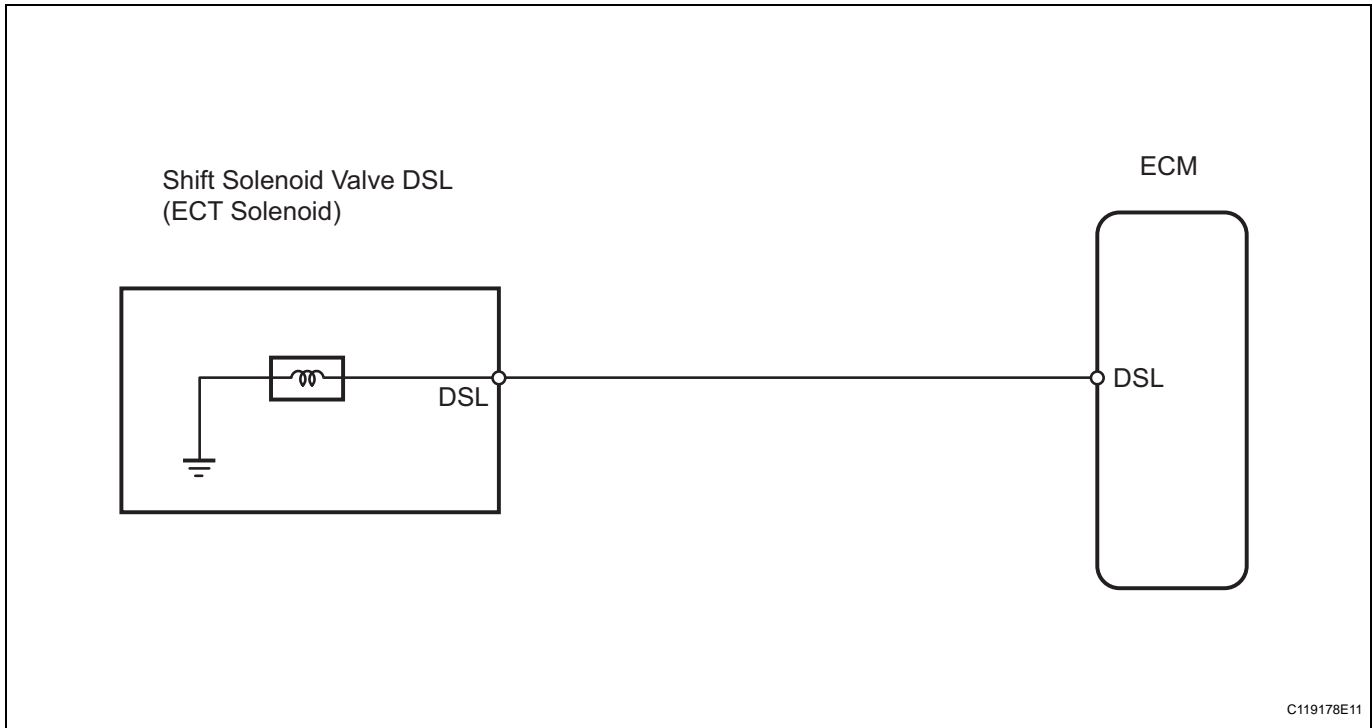 Shift Solenoid Valve DSL
(ECT Solenoid)
ECM
DSL
DSL
C119178E11